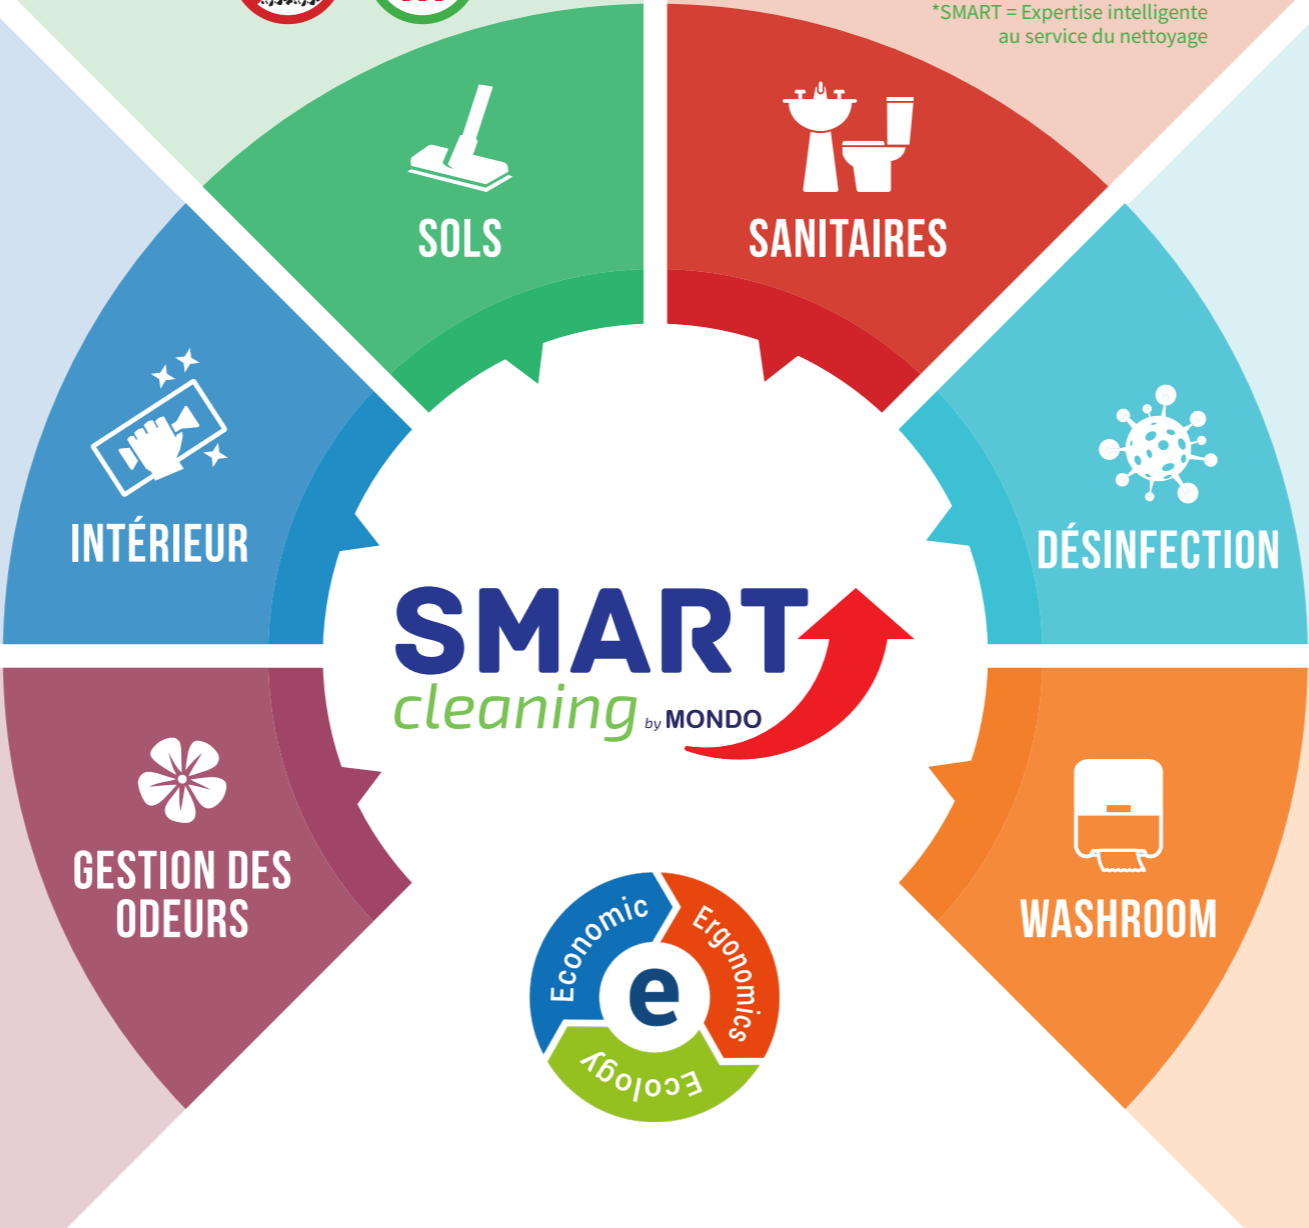 *SMART = Expertise intelligente
au service du nettoyage
SOLS
SANITAIRES
INTÉRIEUR
DÉSINFECTION
SMART
cleaning by MONDO
GESTION DES
ODEURS
WASHROOM
Economic
Ergonomics
e
Ecology